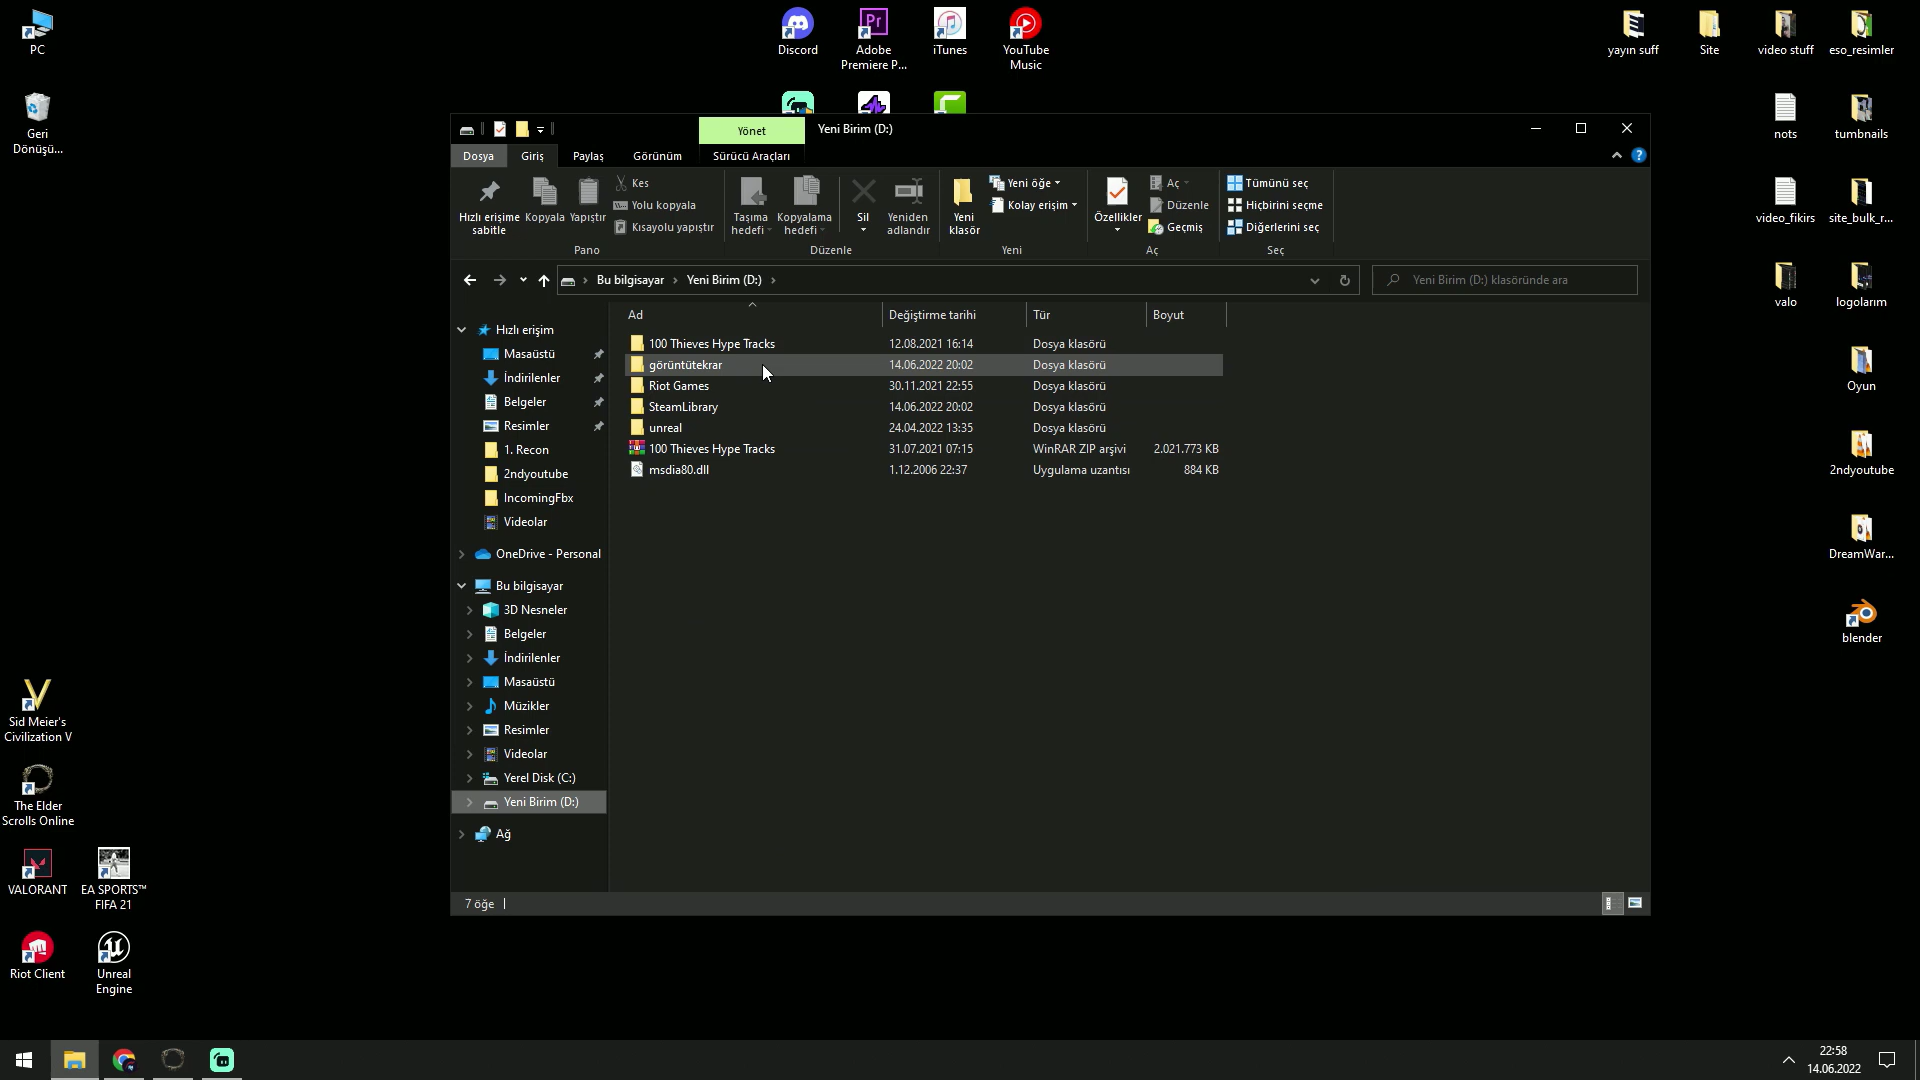 PC
Geri
Dönüşü...
Discord
Adobe
Premiere P...
iTunes
YouTube
Music
yayın suff
Site
video stuff
eso_resimler
nots
tumbnails
video_fikirs
site_bulk_r...
valo
logolarım
Oyun
2ndyoutube
DreamWar...
blender
Yönet
Yeni Birim (D:)
Dosya
Giriş
Paylaş
Görünüm
Sürücü Araçları
Hızlı erişime
sabitle
Kopyala
Yapıştır
Kes
Yolu kopyala
Kısayolu yapıştır
Pano
Taşıma
hedefi
Kopyalama
hedefi
Sil
Yeniden
adlandır
Düzenle
Yeni
klasör
Yeni öğe
Kolay erişim
Yeni
Özellikler
Aç
Düzenle
Geçmiş
Aç
Tümünü seç
Hiçbirini seçme
Diğerlerini seç
Seç
Bu bilgisayar
Yeni Birim (D:)
Yeni Birim (D:) klasöründe ara
Hızlı erişim
Masaüstü
İndirilenler
Belgeler
Resimler
1. Recon
2ndyoutube
IncomingFbx
Videolar
OneDrive - Personal
Bu bilgisayar
3D Nesneler
Belgeler
İndirilenler
Masaüstü
Müzikler
Resimler
Videolar
Yerel Disk (C:)
Yeni Birim (D:)
Ağ
Ad Değiştirme tarihi Tür Boyut
100 Thieves Hype Tracks 12.08.2021 16:14 Dosya klasörü
görüntütekrar 14.06.2022 20:02 Dosya klasörü
Riot Games 30.11.2021 22:55 Dosya klasörü
SteamLibrary 14.06.2022 20:02 Dosya klasörü
unreal 24.04.2022 13:35 Dosya klasörü
100 Thieves Hype Tracks 31.07.2021 07:15 WinRAR ZIP arşivi 2.021.773 KB
msdia80.dll 1.12.2006 22:37 Uygulama uzantısı 884 KB
7 öğe
Sid Meier's
Civilization V
The Elder
Scrolls Online
VALORANT
EA SPORTS™
FIFA 21
Riot Client
Unreal
Engine
22:58
14.06.2022